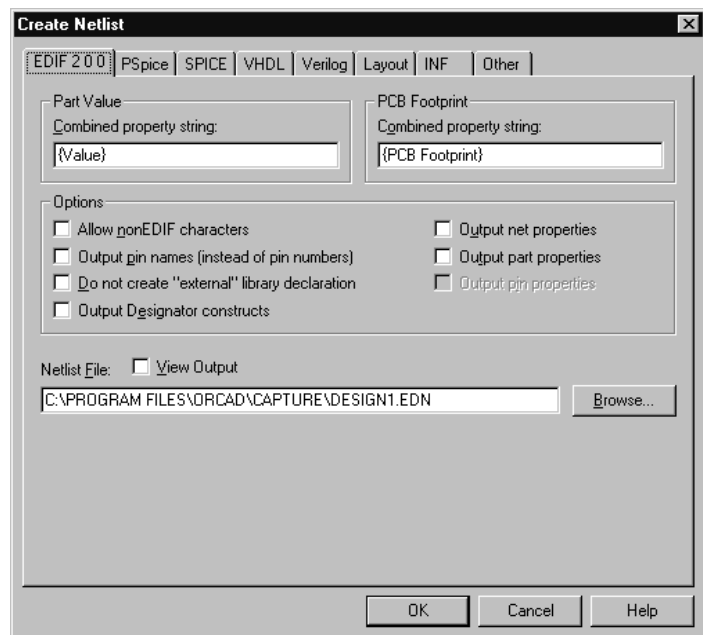 Create Netlist
EDIF 2 0 0 PSpice SPICE VHDL Verilog Layout INF Other
Part Value
Combined property string:
{Value}
PCB Footprint
Combined property string:
{PCB Footprint}
Options
Allow nonEDIF characters
Output pin names (instead of pin numbers)
Do not create "external" library declaration
Output Designator constructs
Output net properties
Output part properties
Output pin properties
Netlist File: View Output
C:\PROGRAM FILES\ORCAD\CAPTURE\DESIGN1.EDN Browse...
OK Cancel Help